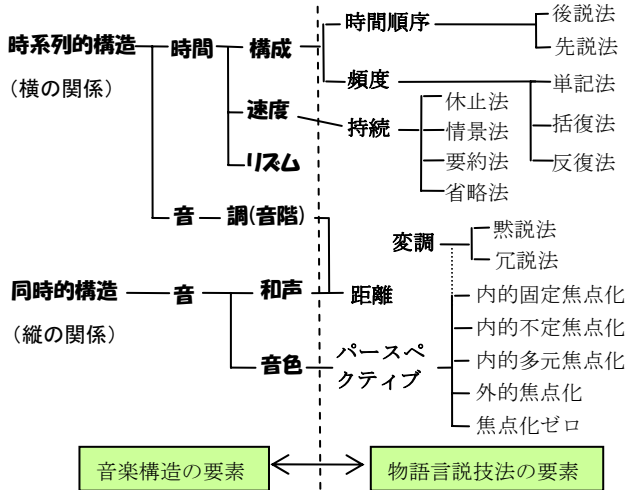 時系列的構造
(横の関係)
時間
構成
速度
リズム
音
調(音階)
同時的構造
(縦の関係)
音
和声
音色
時間順序
後説法
先説法
頻度
単記法
括復法
反復法
持続
休止法
情景法
要約法
省略法
変調
黙説法
冗説法
距離
パースペ
クティブ
内的固定焦点化
内的不定焦点化
内的多元焦点化
外的焦点化
焦点化ゼロ
音楽構造の要素
物語言説技法の要素